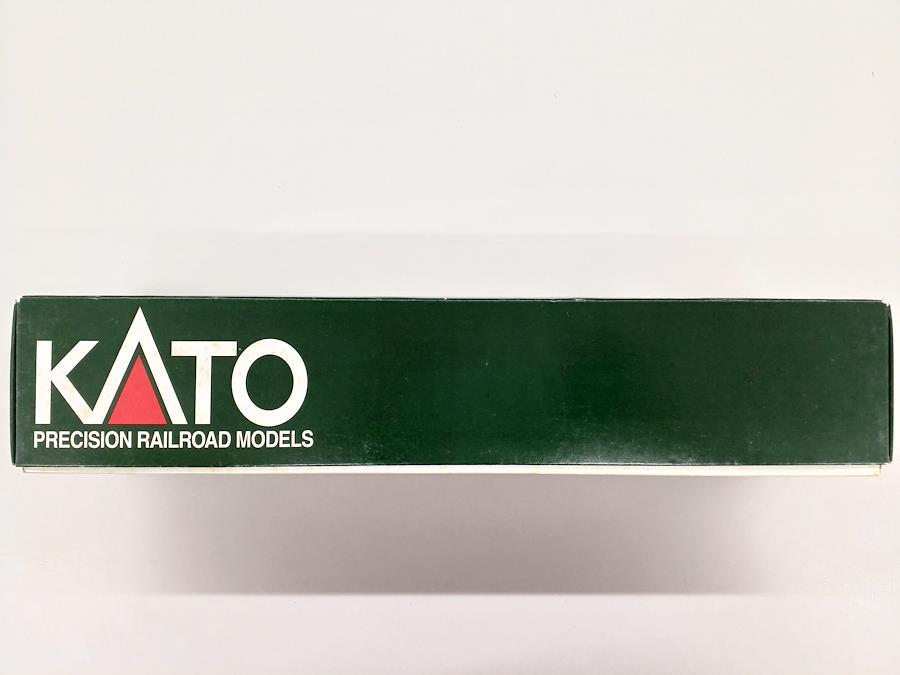 KATO
PRECISION RAILROAD MODELS